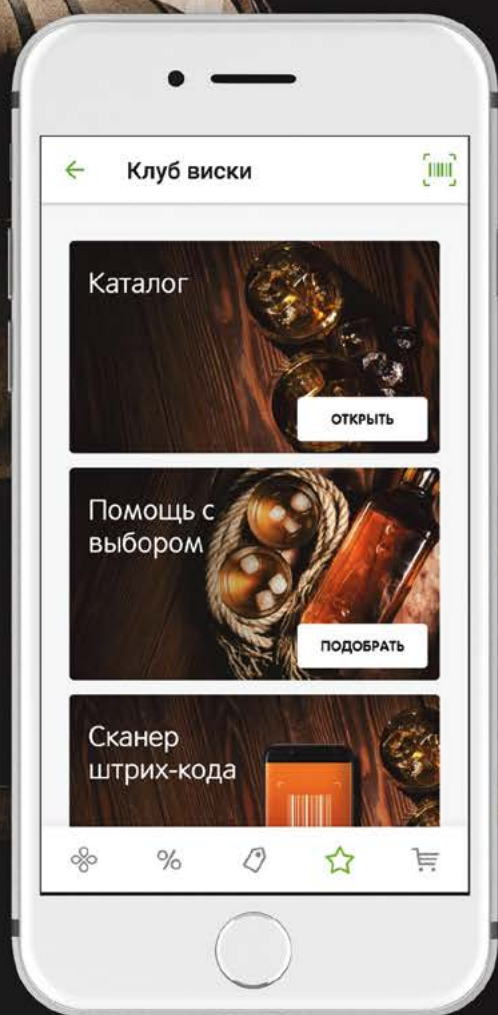 Клуб виски
Каталог
ОТКРЫТЬ
Помощь с
выбором
ПОДОБРАТЬ
Сканер
штрих-кода
%